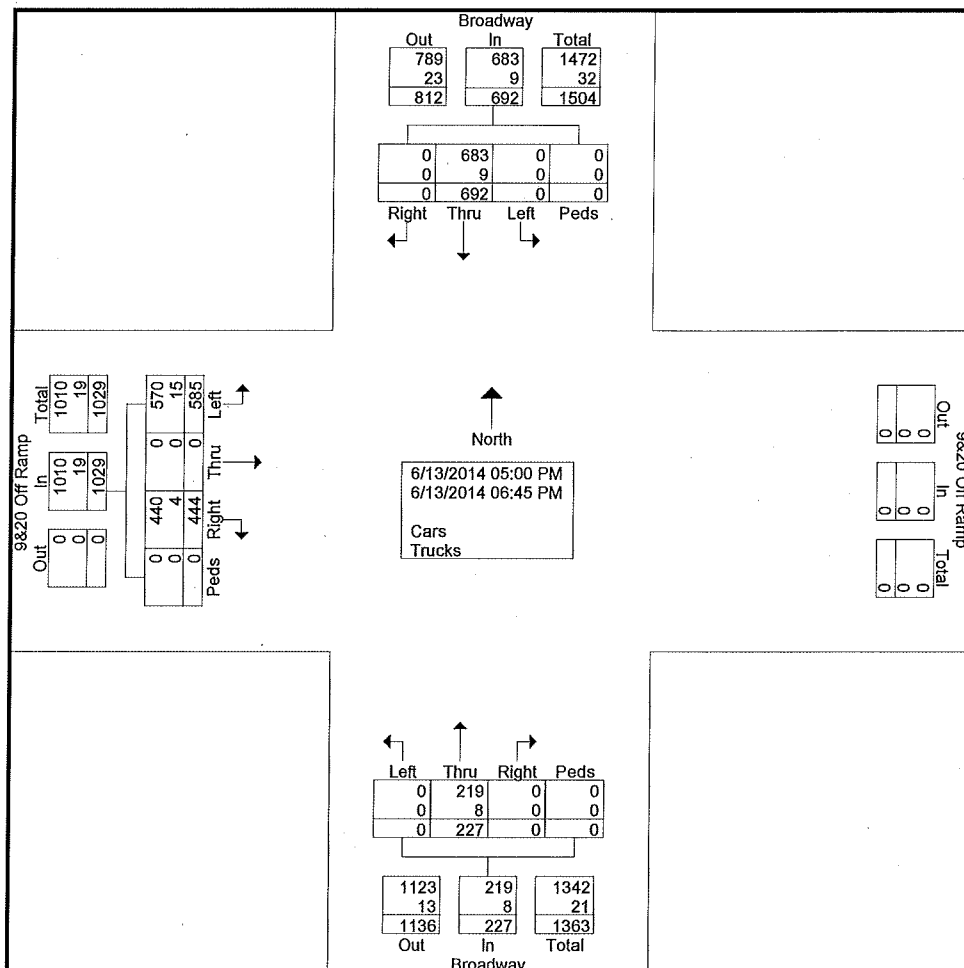 Broadway
Out In Total
789 683 1472
23 9 32
812 692 1504
0 683 0 0
0 9 0 0
0 692 0 0
Right Thru Left Peds
Total
1010
19
1029
In
1010
19
1029
Out
0
0
0
9&20 Off Ramp
570
15
585
Left
0
0
0
Thru
440
4
444
Right
0
0
0
Peds
North
6/13/2014 05:00 PM
6/13/2014 06:45 PM
Cars
Trucks
Out
0
0
0
In
0
0
0
Total
0
0
0
9&20 Off Ramp
Left Thru Right Peds
0 219 0 0
0 8 0 0
0 227 0 0
1123 219 1342
13 8 21
1136 227 1363
Out In Total
Broadway